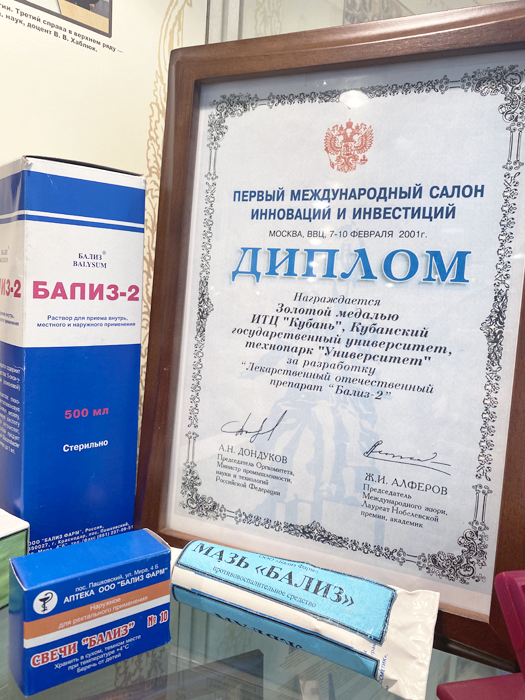 тии. Третий справа в верхнем ряду
наук, доцент В. В. Хаблюк.
ПЕРВЫЙ МЕЖДУНАРОДНЫЙ САЛОН
ИННОВАЦИЙ И ИНВЕСТИЦИЙ
МОСКВА, ВВЦ, 7-10 ФЕВРАЛЯ 2001г.
ДИПЛОМ
Награждается
Золотой медалью
ИТЦ "Кубань", Кубанский
государственный университет,
технопарк "Университет"
за разработку
"Лекарственный отечественный
препарат "Бализ-2"
А.Н. ДОНДУКОВ
Председатель Оргкомитета,
Министр промышленности,
науки и технологий
Российской Федерации
Ж.И. АЛФЕРОВ
Председатель
Международного жюри,
Лауреат Нобелевской
премии, академик
БАЛИЗ
BALYSUM
ИЗ-2
БАЛИЗ-2
Раствор для приема внутрь,
местного и наружного применения
500 мл
Стерильно
ООО "БАЛИЗ ФАРМ", Россия,
пос. Пашковский, ул. Мира, 4 Б
АПТЕКА ООО "БАЛИЗ ФАРМ"
Наружное
для ректального применения
СВЕЧИ "БАЛИЗ" № 10
Хранить в сухом, темном месте
при температуре +4°С
Беречь от детей
МАЗЬ «БАЛИЗ»
противовоспалительное средство